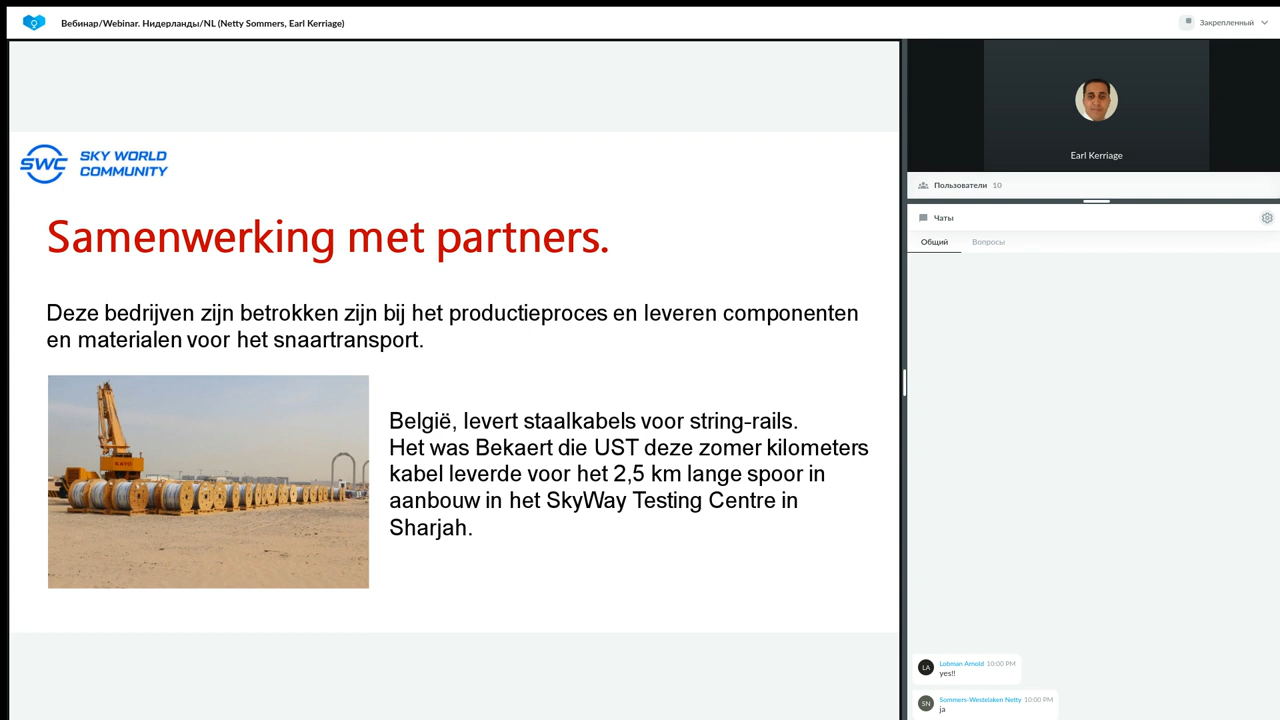 Вебинар/Webinar. Нидерланды/NL (Netty Sommers, Earl Kerriage)
Закрепленный
SWC
SKY WORLD
COMMUNITY
Samenwerking met partners.
Deze bedrijven zijn betrokken zijn bij het productieproces en leveren componenten
en materialen voor het snaartransport.
KATO
België, levert staalkabels voor string-rails.
Het was Bekaert die UST deze zomer kilometers
kabel leverde voor het 2,5 km lange spoor in
aanbouw in het SkyWay Testing Centre in
Sharjah.
Earl Kerriage
Пользователи 10
Чаты
Общий Вопросы
LA
Lobman Arnold 10:00 PM
yes!!
SN
Sommers-Westelaken Netty 10:00 PM
ja